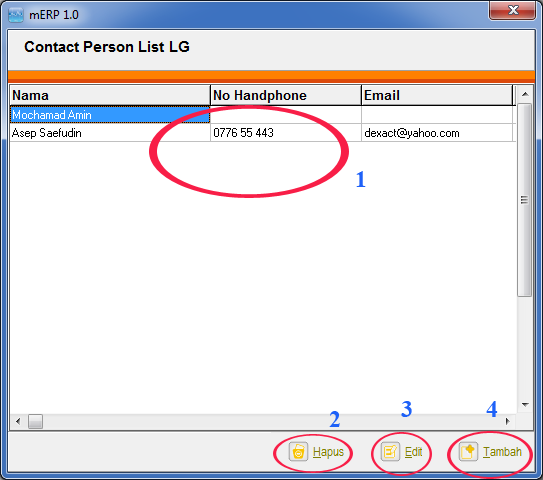 mERP 1.0
Contact Person List LG
Nama No Handphone Email
Mochamad Amin
Asep Saefudin 0776 55 443 dexact@yahoo.com
1
2 3 4
Hapus Edit Tambah